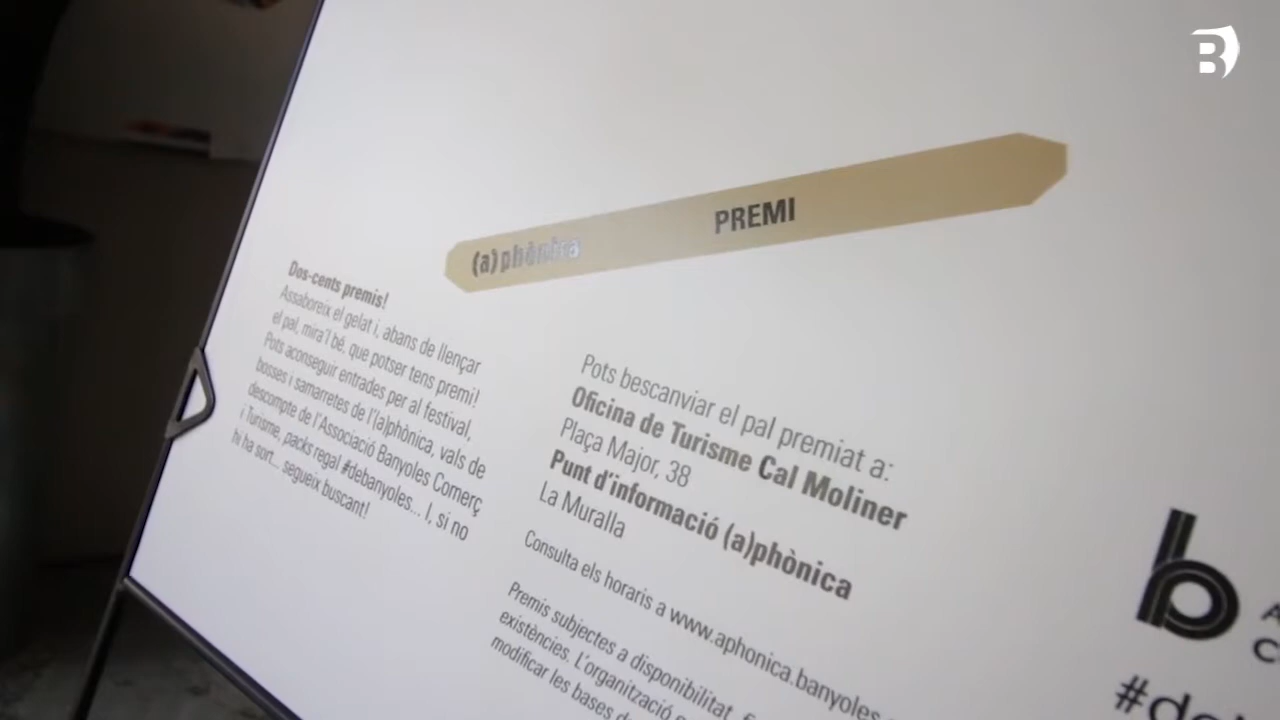 B
PREMI
(a)phònica
Dos-cents premis!
Assaboreix el gelat i, abans de llençar
el pal, mira'l bé, que potser tens premi!
Pots aconseguir entrades per al festival,
bosses i samarretes de l'(a)phònica, vals de
descompte de l'Associació Banyoles Comerç
i Turisme, packs regal #debanyoles... I, si no
hi ha sort... segueix buscant!
Pots bescanviar el pal premiat a:
Oficina de Turisme Cal Moliner
Plaça Major, 38
Punt d'informació (a)phònica
La Muralla
Consulta els horaris a www.aphonica.banyoles
Premis subjectes a disponibilitat
existències. L'organització
modificar les bases
b